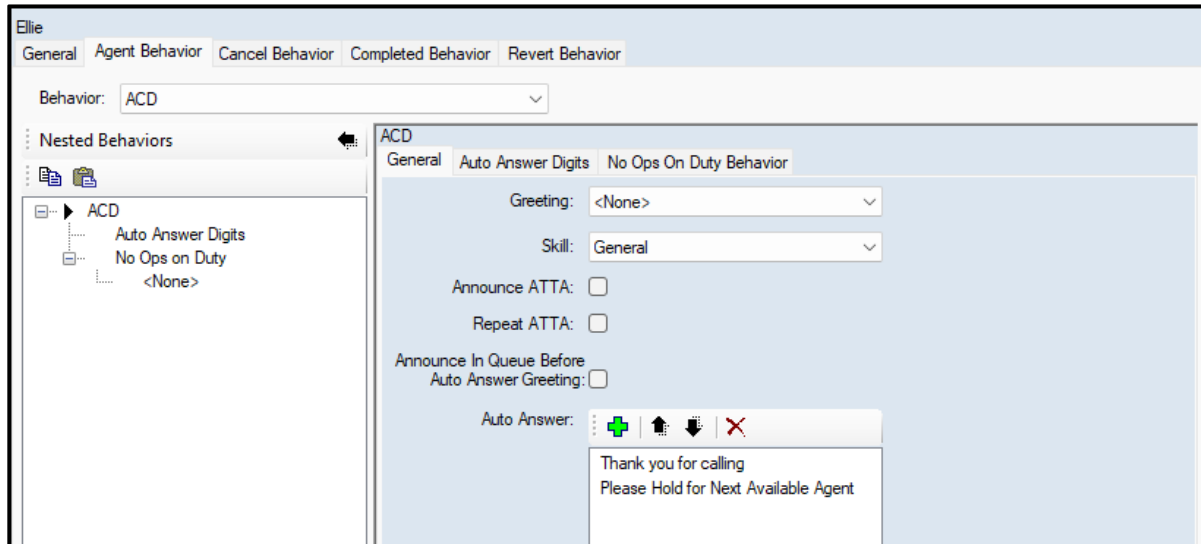 Ellie
General Agent Behavior Cancel Behavior Completed Behavior Revert Behavior
Behavior: ACD
Nested Behaviors
ACD
Auto Answer Digits
No Ops on Duty
<None>
ACD
General Auto Answer Digits No Ops On Duty Behavior
Greeting: <None>
Skill: General
Announce ATTA:
Repeat ATTA:
Announce In Queue Before
Auto Answer Greeting:
Auto Answer:
Thank you for calling
Please Hold for Next Available Agent